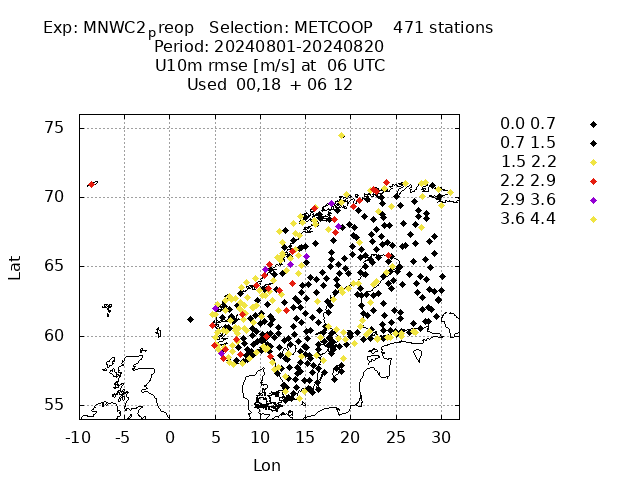 Exp: MNWC2preop Selection: METCOOP 471 stations
Period: 20240801-20240820
U10m rmse [m/s] at 06 UTC
Used 00,18 + 06 12
0.0 0.7
0.7 1.5
1.5 2.2
2.2 2.9
2.9 3.6
3.6 4.4
75
70
65
60
55
Lat
-10 -5 0 5 10 15 20 25 30
Lon